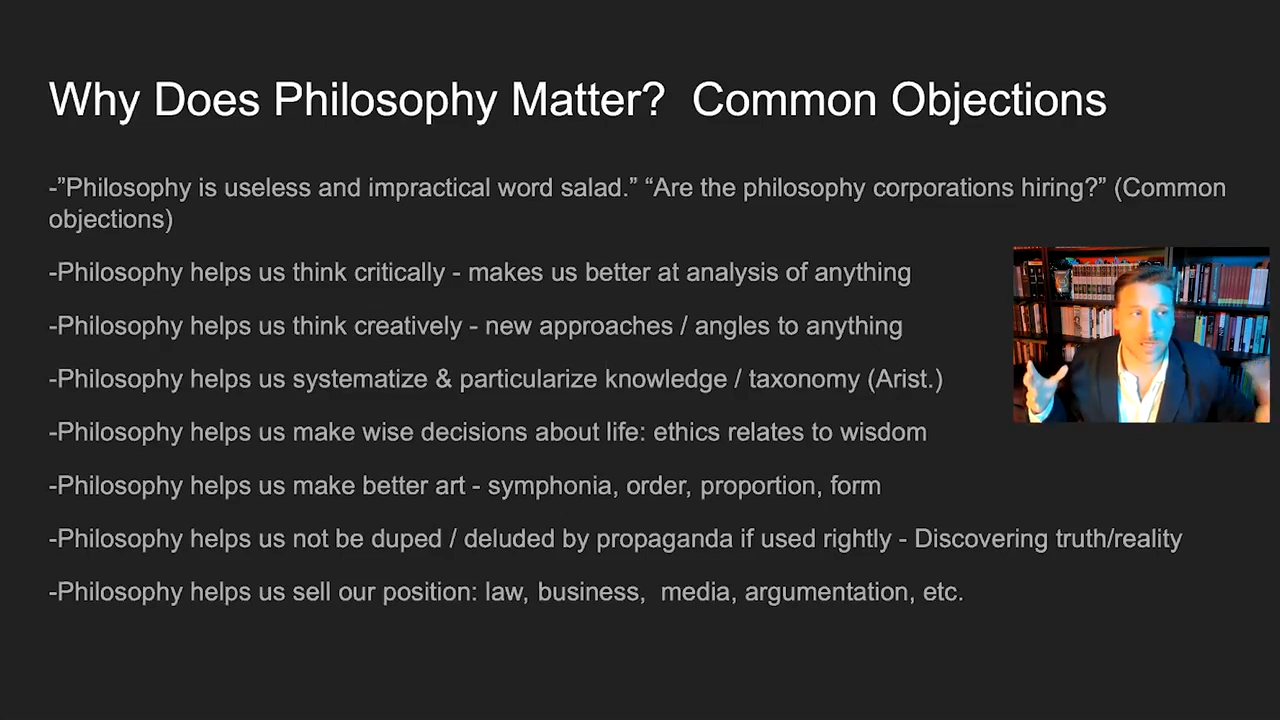 Why Does Philosophy Matter?  Common Objections
-”Philosophy is useless and impractical word salad.” “Are the philosophy corporations hiring?” (Common
objections)
-Philosophy helps us think critically - makes us better at analysis of anything
-Philosophy helps us think creatively - new approaches / angles to anything
-Philosophy helps us systematize & particularize knowledge / taxonomy (Arist.)
-Philosophy helps us make wise decisions about life: ethics relates to wisdom
-Philosophy helps us make better art - symphonia, order, proportion, form
-Philosophy helps us not be duped / deluded by propaganda if used rightly - Discovering truth/reality
-Philosophy helps us sell our position: law, business,  media, argumentation, etc.